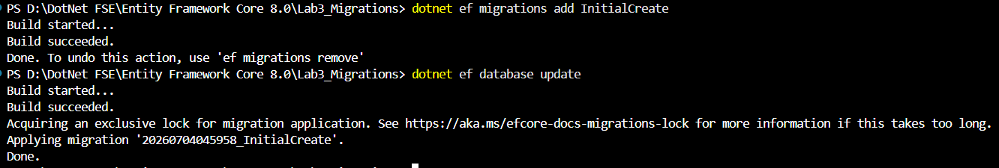 PS D:\DotNet FSE\Entity Framework Core 8.0\Lab3_Migrations> dotnet ef migrations add InitialCreate
Build started...
Build succeeded.
Done. To undo this action, use 'ef migrations remove'
PS D:\DotNet FSE\Entity Framework Core 8.0\Lab3_Migrations> dotnet ef database update
Build started...
Build succeeded.
Acquiring an exclusive lock for migration application. See https://aka.ms/efcore-docs-migrations-lock for more information if this takes too long.
Applying migration '20260704045958_InitialCreate'.
Done.